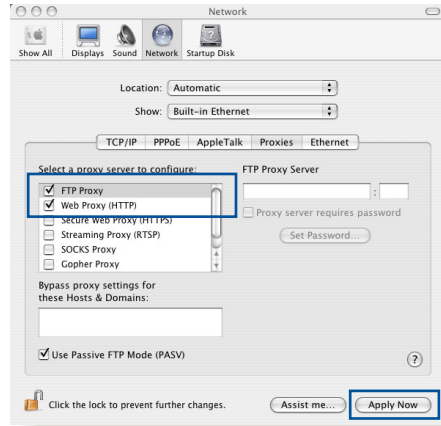 Network
Show All Displays Sound Network Startup Disk
Location: Automatic
Show: Built-in Ethernet
TCP/IP PPPoE AppleTalk Proxies Ethernet
Select a proxy server to configure: FTP Proxy Server
FTP Proxy :
Web Proxy (HTTP) Proxy server requires password
Secure Web Proxy (HTTPS)
Streaming Proxy (RTSP) Set Password...
SOCKS Proxy
Gopher Proxy
Bypass proxy settings for
these Hosts & Domains:
Use Passive FTP Mode (PASV) ?
Click the lock to prevent further changes. Assist me... Apply Now